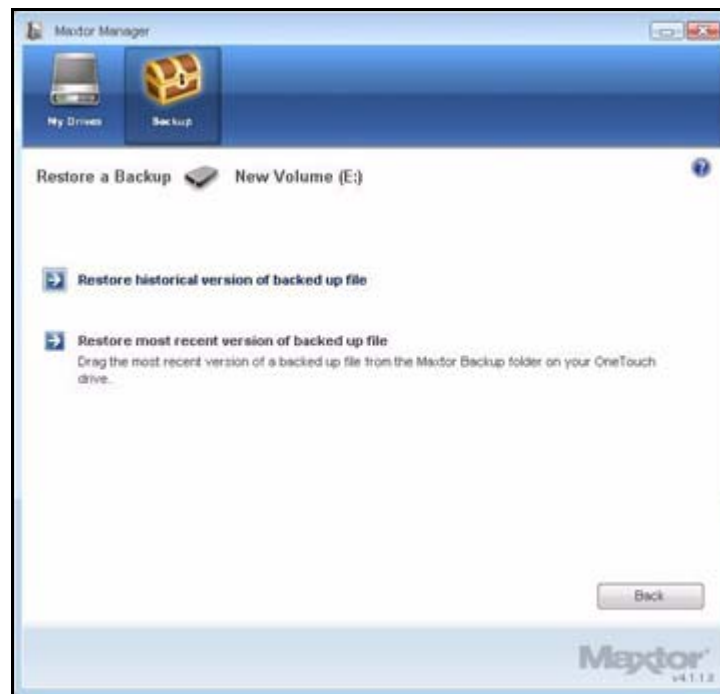 Maxtor Manager
My Drives
Backup
Restore a Backup New Volume (E:)
Restore historical version of backed up file
Restore most recent version of backed up file
Drag the most recent version of a backed up file from the Maxtor Backup folder on your OneTouch
drive.
Back
Maxtor